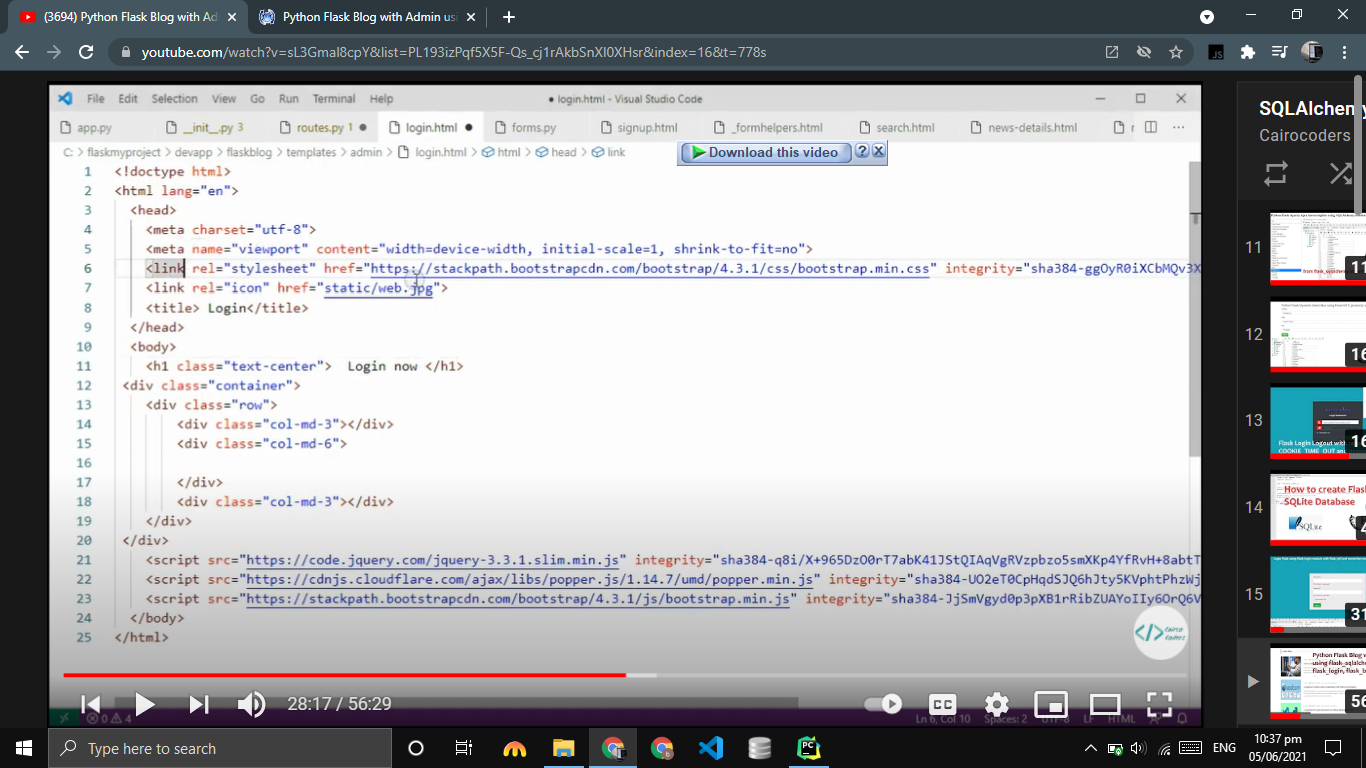 (3694) Python Flask Blog with Ad
Python Flask Blog with Admin usi
youtube.com/watch?v=sL3Gmal8cpY&list=PL193izPqf5X5F-Qs_cj1rAkbSnXl0XHsr&index=16&t=778s
File Edit Selection View Go Run Terminal Help
● login.html - Visual Studio Code
app.py __init__.py 3 routes.py 1 ● login.html ● forms.py signup.html _formhelpers.html search.html news-details.html
C: > flaskmyproject > devapp > flaskblog > templates > admin > login.html > html > head > link
Download this video ? X
1 <!doctype html>
2 <html lang="en">
3 <head>
4 <meta charset="utf-8">
5 <meta name="viewport" content="width=device-width, initial-scale=1, shrink-to-fit=no">
6 <link rel="stylesheet" href="https://stackpath.bootstrapcdn.com/bootstrap/4.3.1/css/bootstrap.min.css" integrity="sha384-ggOyR0iXCbMQv3X
7 <link rel="icon" href="static/web.jpg">
8 <title> Login</title>
9 </head>
10 <body>
11 <h1 class="text-center">  Login now </h1>
12 <div class="container">
13 <div class="row">
14 <div class="col-md-3"></div>
15 <div class="col-md-6">
16
17 </div>
18 <div class="col-md-3"></div>
19 </div>
20 </div>
21 <script src="https://code.jquery.com/jquery-3.3.1.slim.min.js" integrity="sha384-q8i/X+965DzO0rT7abK41JStQIAqVgRVzpbzo5smXKp4YfRvH+8abtT
22 <script src="https://cdnjs.cloudflare.com/ajax/libs/popper.js/1.14.7/umd/popper.min.js" integrity="sha384-UO2eT0CpHqdSJQ6hJty5KVphtPhzWj
23 <script src="https://stackpath.bootstrapcdn.com/bootstrap/4.3.1/js/bootstrap.min.js" integrity="sha384-JjSmVgyd0p3pXB1rRibZUAYoIIy6OrQ6V
24 </body>
25 </html>
Cairo
Coders
28:17 / 56:29
CC
0 4
Ln 6, Col 10 Spaces: 2 UTF-8 LF HTML
SQLAlchemy
Cairocoders
11
12
13
14
15
16
Flask Login Logout with
COOKIE_TIME_OUT an
How to create Flas
SQLite Database
SQLite
31
Python Flask Blog
using flask_sqlalch
flask_login, flask_b
56
Type here to search
JS
PC
ENG
10:37 pm
05/06/2021